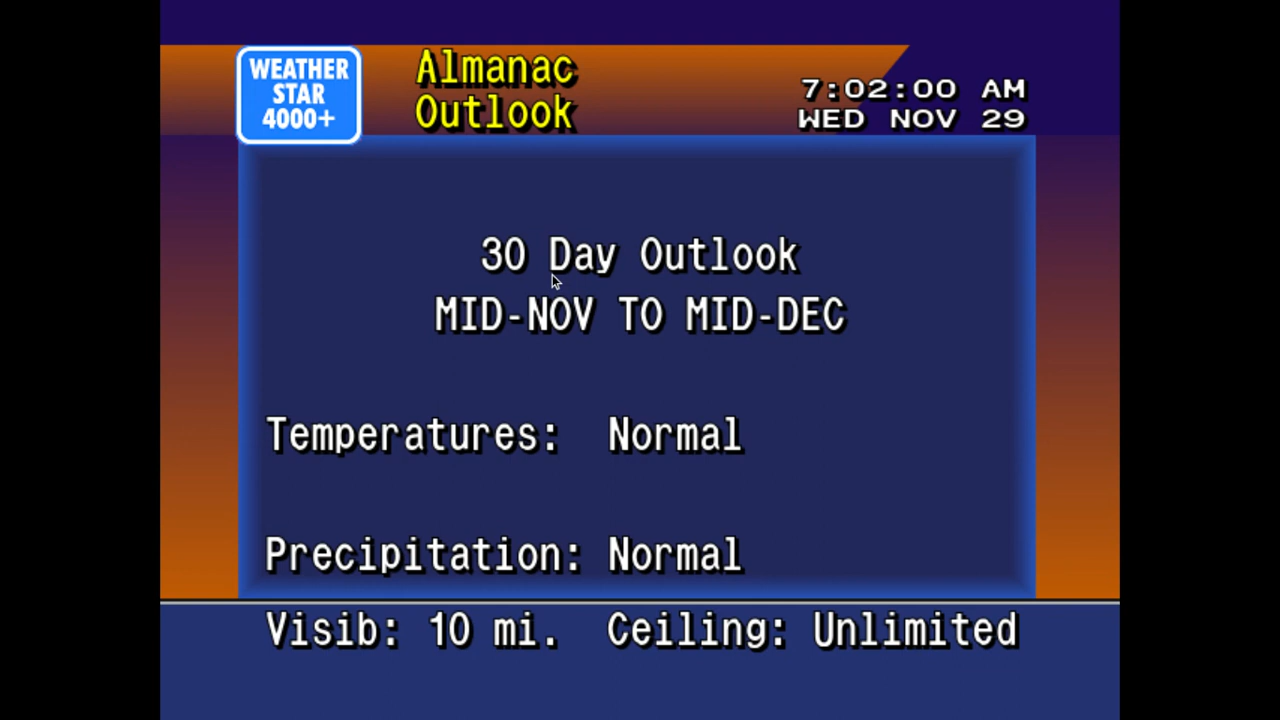 WEATHER
STAR
4000+
Almanac
Outlook
7:02:00 AM
WED NOV 29
30 Day Outlook
MID-NOV TO MID-DEC
Temperatures: Normal
Precipitation: Normal
Visib: 10 mi. Ceiling: Unlimited